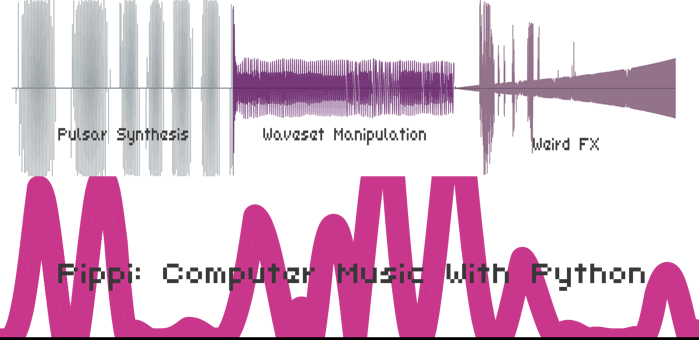 Pulsar Synthesis
Waveset Manipulation
Weird FX
Pippi: Computer Music With Python